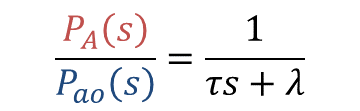 P_A(s) / P_ao(s) = 1 / (τs + λ)